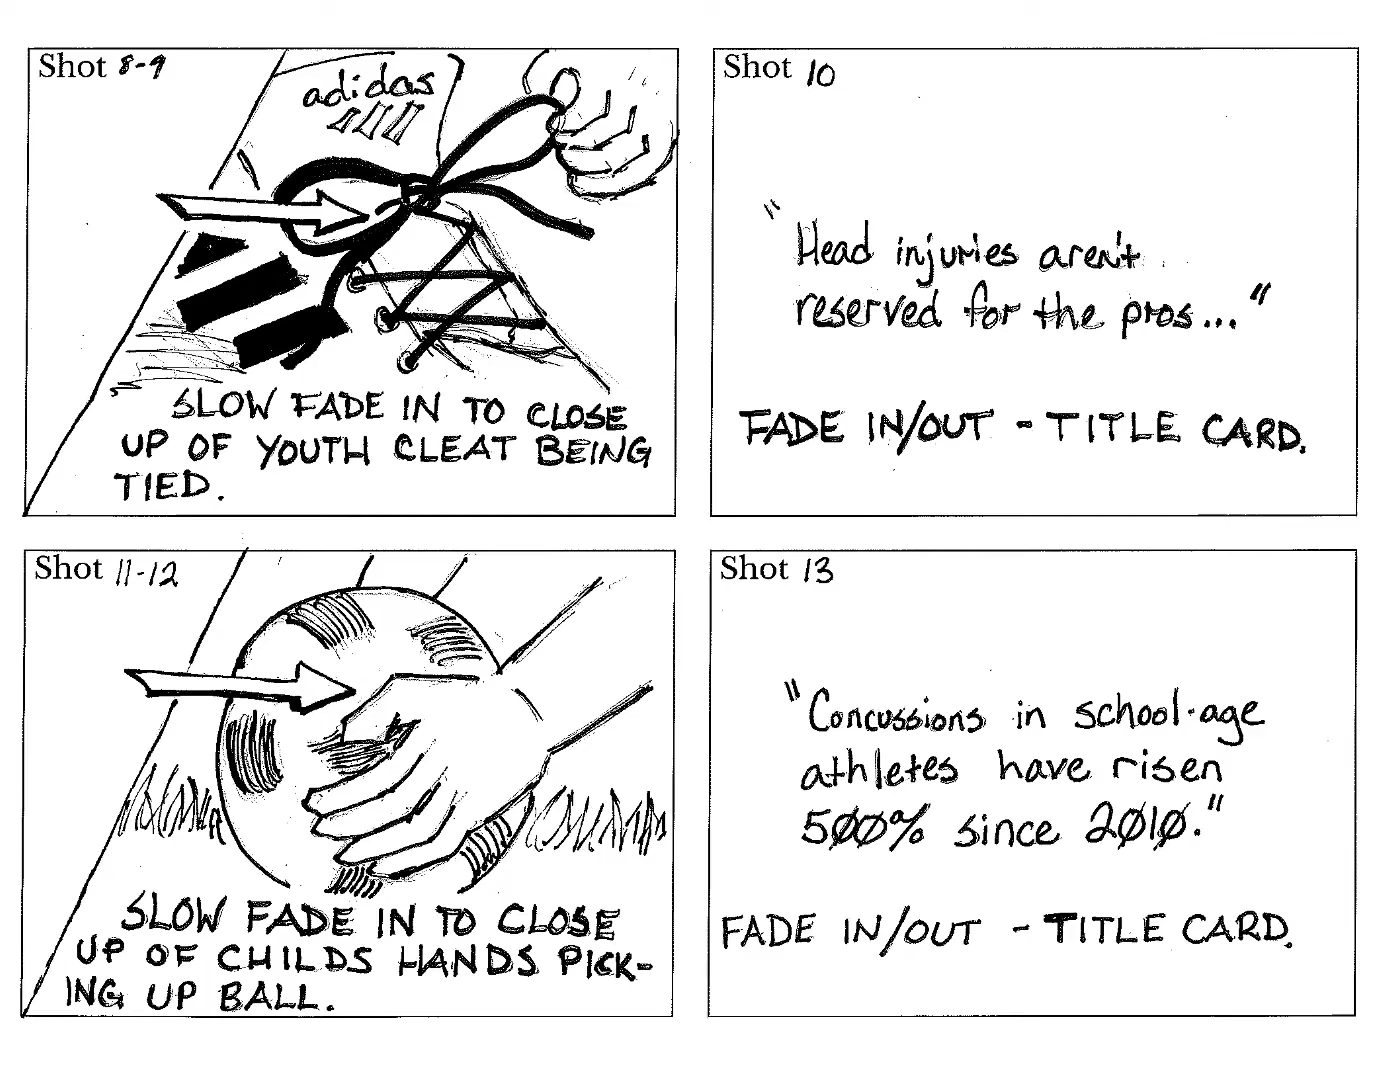 Shot 8-9
adidas
SLOW FADE IN TO CLOSE
UP OF YOUTH CLEAT BEING
TIED.
Shot 10
"Head injuries aren't
reserved for the pros..."
FADE IN/OUT - TITLE CARD.
Shot 11-12
SLOW FADE IN TO CLOSE
UP OF CHILDS HANDS PICK-
ING UP BALL.
Shot 13
"Concussions in school-age
athletes have risen
500% since 2010."
FADE IN/OUT - TITLE CARD.